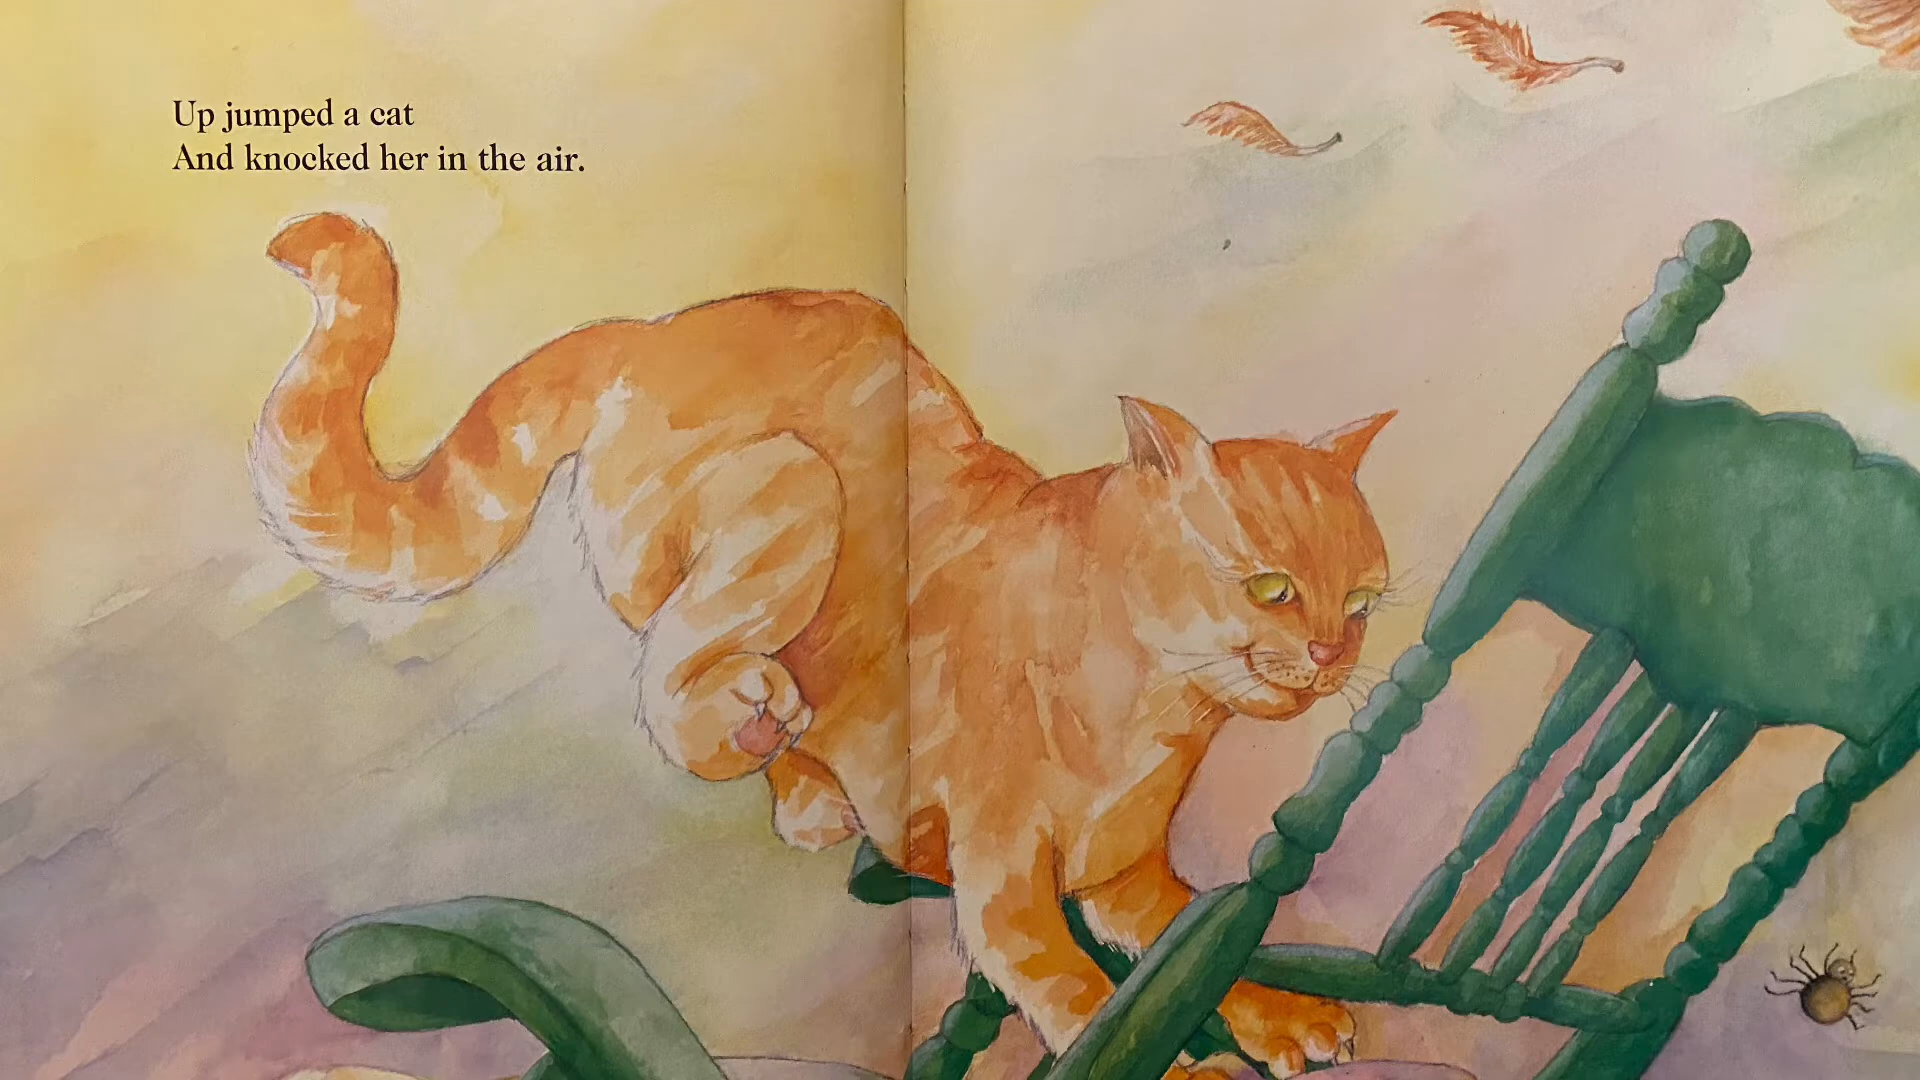 Up jumped a cat
And knocked her in the air.